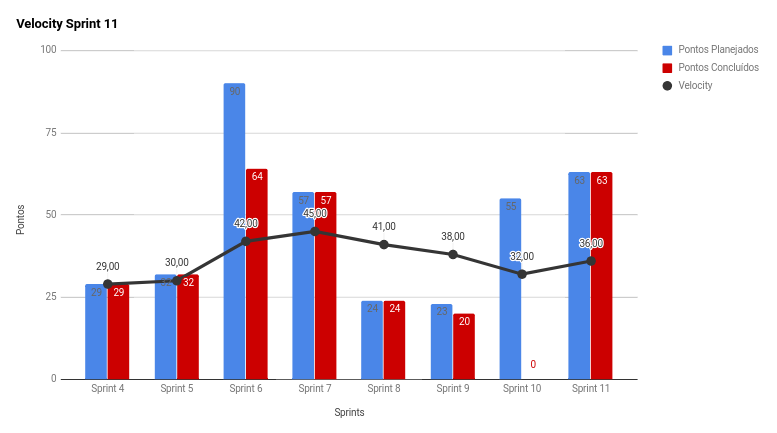 Velocity Sprint 11
Pontos Planejados
Pontos Concluídos
Velocity
Pontos
100
75
50
25
0
90
64
57
57
63
63
55
45,00
42,00
41,00
38,00
36,00
32,00
29,00
30,00
29
29
32
32
24
24
23
20
0
Sprint 4
Sprint 5
Sprint 6
Sprint 7
Sprint 8
Sprint 9
Sprint 10
Sprint 11
Sprints